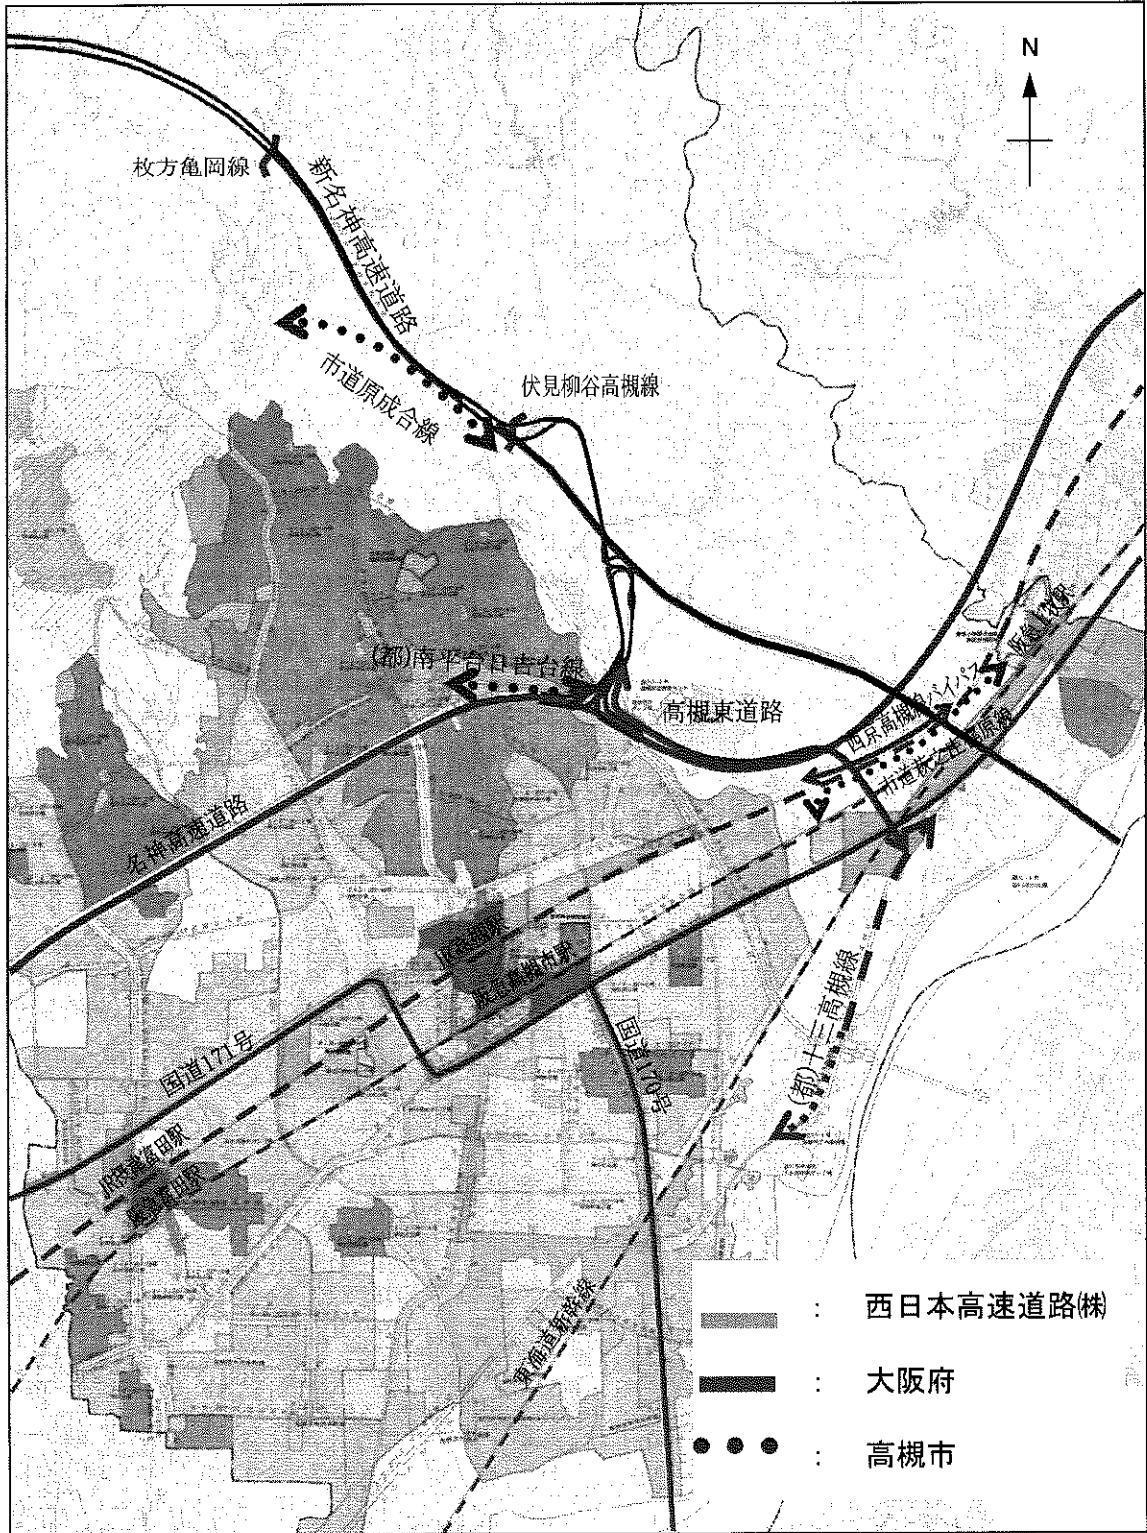 N
枚方亀岡線
新名神高速道路
市道原成合線
伏見柳谷高槻線
(都)南平台日吉台線
高槻東道路
阪急上牧駅
西京高槻線バイパス
名神高速道路
JR高槻駅
阪急高槻市駅
国道171号
国道170号
(都)十三高槻線
JR摂津富田駅
阪急富田駅
東海道新幹線
： 西日本高速道路㈱
： 大阪府
： 高槻市